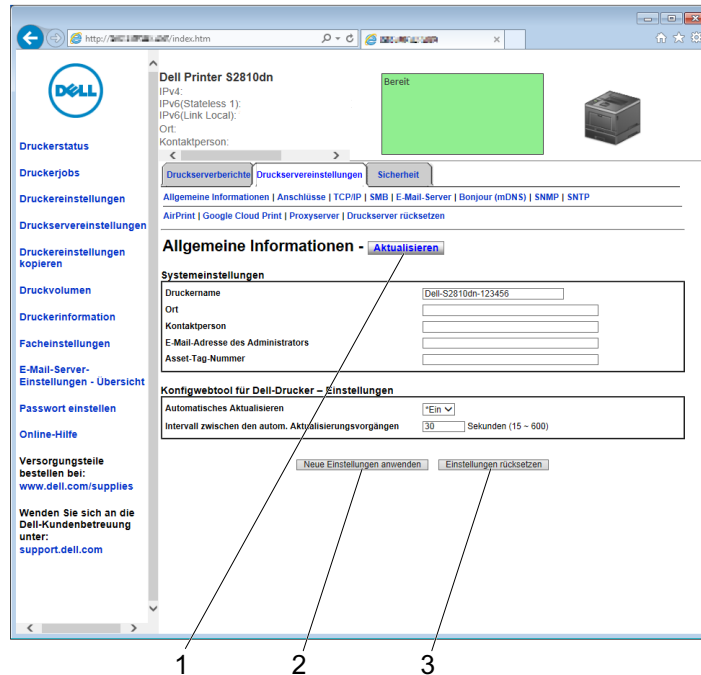 http:// /index.htm
DELL
Druckerstatus
Druckerjobs
Druckereinstellungen
Druckservereinstellungen
Druckereinstellungen
kopieren
Druckvolumen
Druckerinformation
Facheinstellungen
E-Mail-Server-
Einstellungen - Übersicht
Passwort einstellen
Online-Hilfe
Versorgungsteile
bestellen bei:
www.dell.com/supplies
Wenden Sie sich an die
Dell-Kundenbetreuung
unter:
support.dell.com
Dell Printer S2810dn
IPv4:
IPv6(Stateless 1):
IPv6(Link Local):
Ort:
Kontaktperson:
Bereit
Druckserverberichte Druckservereinstellungen Sicherheit
Allgemeine Informationen | Anschlüsse | TCP/IP | SMB | E-Mail-Server | Bonjour (mDNS) | SNMP | SNTP
AirPrint | Google Cloud Print | Proxyserver | Druckserver rücksetzen
Allgemeine Informationen - Aktualisieren
Systemeinstellungen
Druckername Dell-S2810dn-123456
Ort
Kontaktperson
E-Mail-Adresse des Administrators
Asset-Tag-Nummer
Konfigwebtool für Dell-Drucker – Einstellungen
Automatisches Aktualisieren *Ein
Intervall zwischen den autom. Aktualisierungsvorgängen 30 Sekunden (15 ~ 600)
Neue Einstellungen anwenden Einstellungen rücksetzen
1 2 3